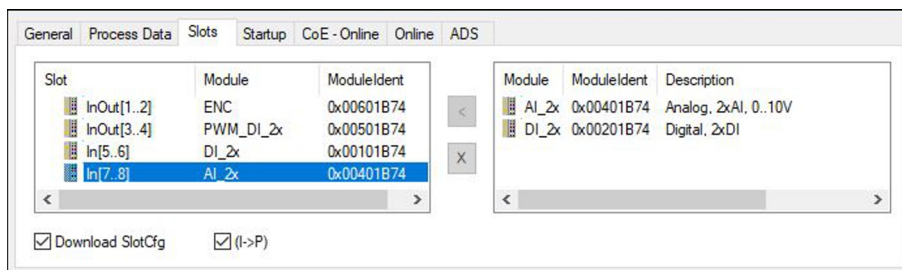 General Process Data Slots Startup CoE - Online Online ADS
Slot Module ModuleIdent
InOut[1..2] ENC 0x00601B74
InOut[3..4] PWM_DI_2x 0x00501B74
In[5..6] DI_2x 0x00101B74
In[7..8] AI_2x 0x00401B74
<
X
Module ModuleIdent Description
AI_2x 0x00401B74 Analog, 2xAI, 0..10V
DI_2x 0x00201B74 Digital, 2xDI
Download SlotCfg (I->P)